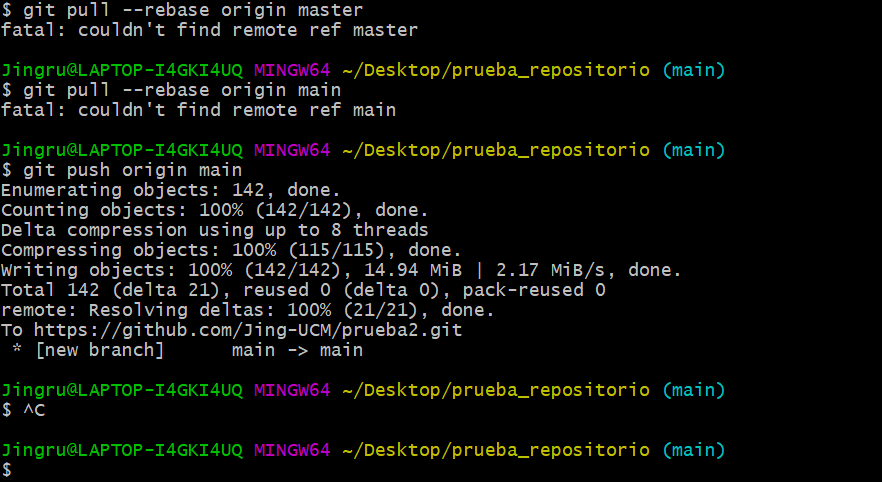 $ git pull --rebase origin master
fatal: couldn't find remote ref master
Jingru@LAPTOP-I4GKI4UQ MINGW64 ~/Desktop/prueba_repositorio (main)
$ git pull --rebase origin main
fatal: couldn't find remote ref main
Jingru@LAPTOP-I4GKI4UQ MINGW64 ~/Desktop/prueba_repositorio (main)
$ git push origin main
Enumerating objects: 142, done.
Counting objects: 100% (142/142), done.
Delta compression using up to 8 threads
Compressing objects: 100% (115/115), done.
Writing objects: 100% (142/142), 14.94 MiB | 2.17 MiB/s, done.
Total 142 (delta 21), reused 0 (delta 0), pack-reused 0
remote: Resolving deltas: 100% (21/21), done.
To https://github.com/Jing-UCM/prueba2.git
 * [new branch]      main -> main
Jingru@LAPTOP-I4GKI4UQ MINGW64 ~/Desktop/prueba_repositorio (main)
$ ^C
Jingru@LAPTOP-I4GKI4UQ MINGW64 ~/Desktop/prueba_repositorio (main)
$